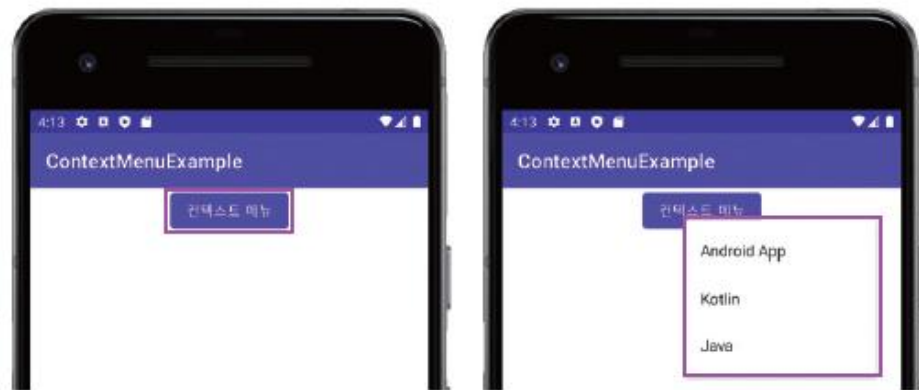 4:13
ContextMenuExample
컨텍스트 메뉴
4:13
ContextMenuExample
컨텍스트 메뉴
Android App
Kotlin
Java